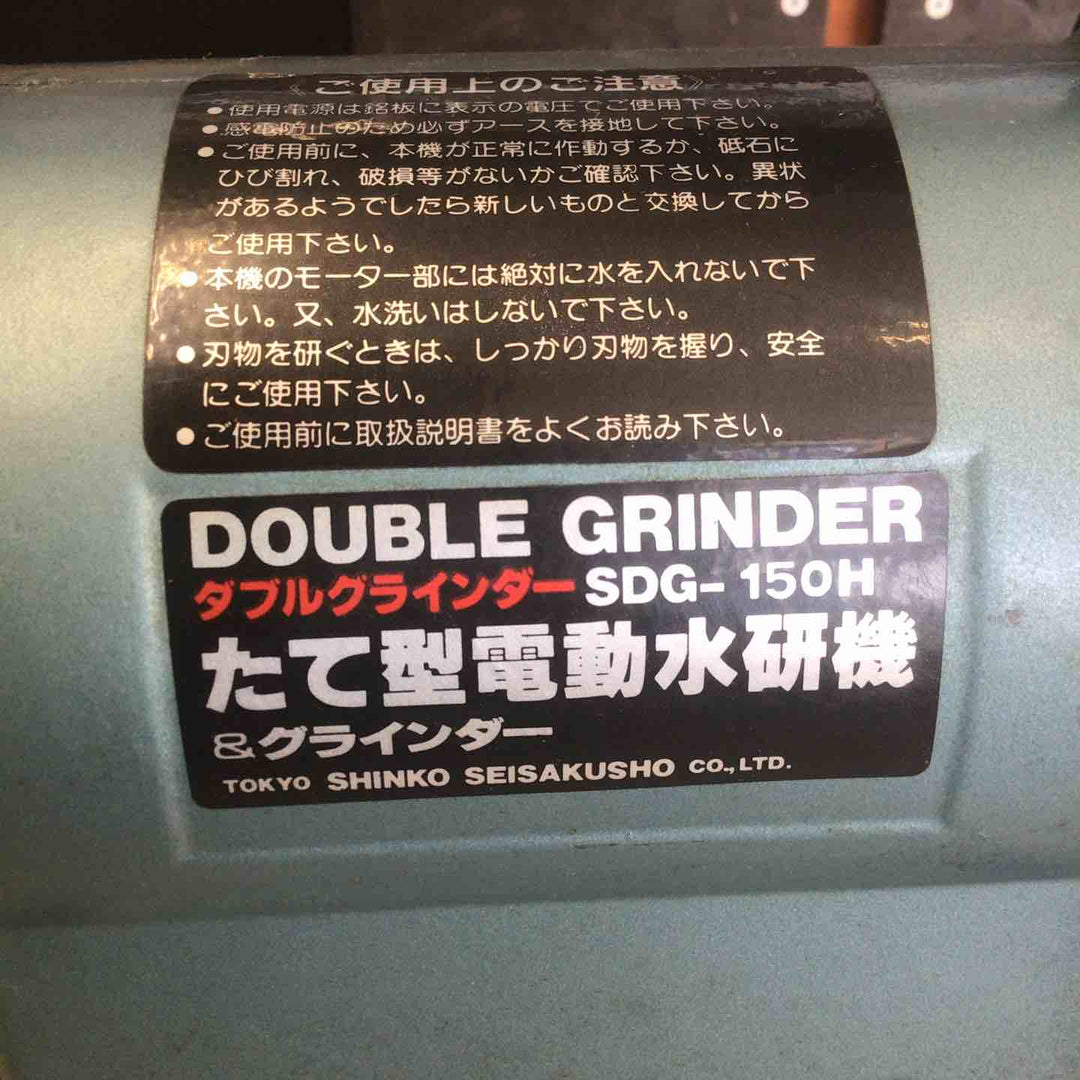 《ご使用上のご注意》
●使用電源は銘板に表示の電圧でご使用下さい。
●感電防止のため必ずアースを接地して下さい。
●ご使用前に、本機が正常に作動するか、砥石に
ひび割れ、破損等がないかご確認下さい。異状
があるようでしたら新しいものと交換してから
ご使用下さい。
●本機のモーター部には絶対に水を入れないで下
さい。又、水洗いはしないで下さい。
●刃物を研ぐときは、しっかり刃物を握り、安全
にご使用下さい。
●ご使用前に取扱説明書をよくお読み下さい。
DOUBLE GRINDER
ダブルグラインダー SDG-150H
たて型電動水研機
&グラインダー
TOKYO SHINKO SEISAKUSHO CO.,LTD.